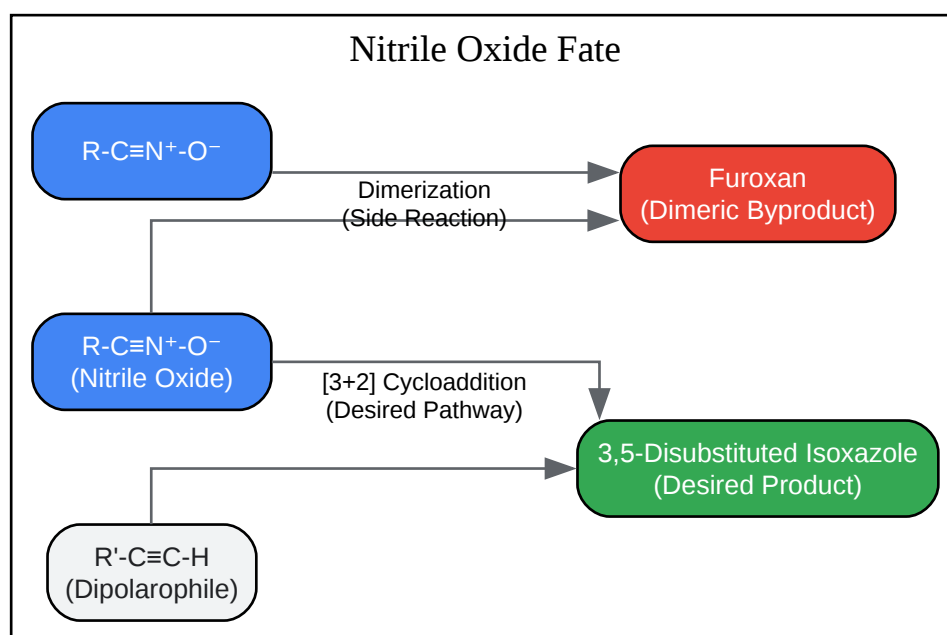 Nitrile Oxide Fate
R-C≡N⁺-O⁻
Furoxan
(Dimeric Byproduct)
Dimerization
(Side Reaction)
R-C≡N⁺-O⁻
(Nitrile Oxide)
[3+2] Cycloaddition
(Desired Pathway)
3,5-Disubstituted Isoxazole
(Desired Product)
R'-C≡C-H
(Dipolarophile)